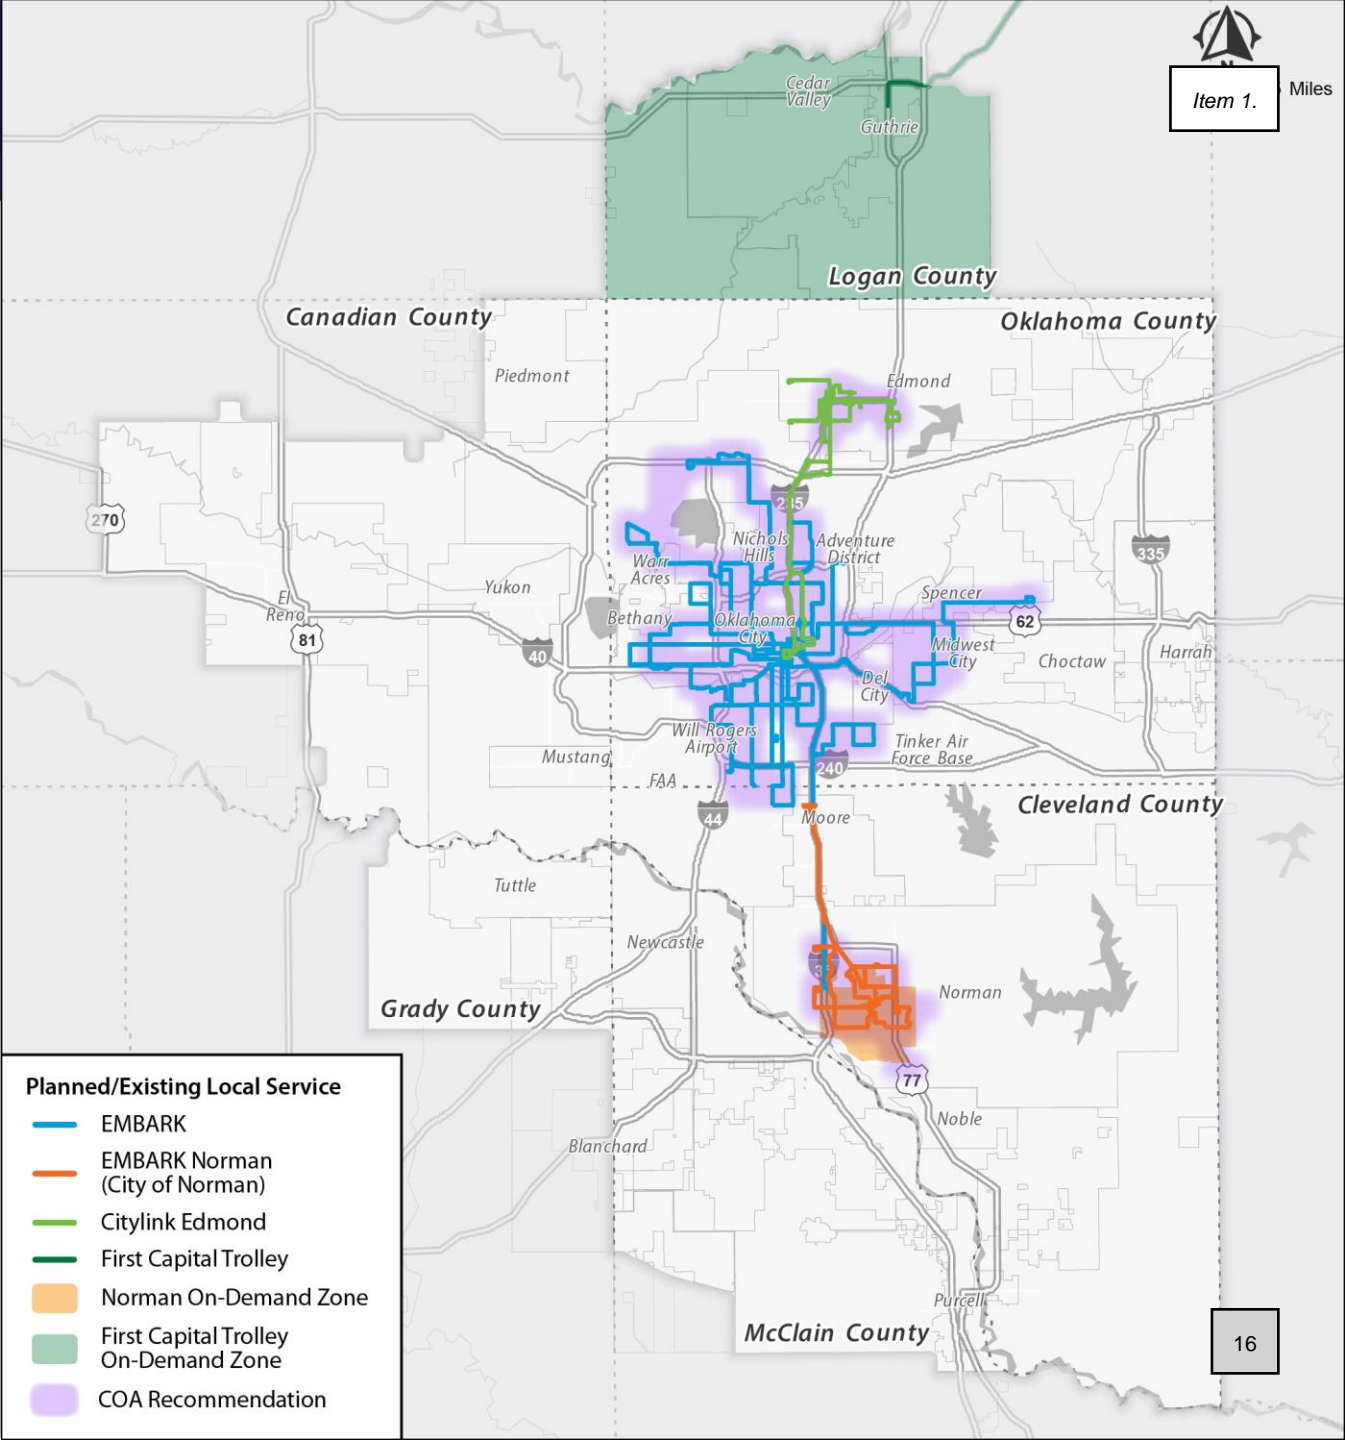 N
Item 1.
Miles
Cedar
Valley
Guthrie
Logan County
Canadian County
Oklahoma County
Piedmont
Edmond
235
270
Nichols
Hills
Adventure
District
335
Warr
Acres
Yukon
El
Reno
Spencer
Bethany
Oklahoma
City
62
81
40
Midwest
City
Choctaw
Harrah
Del
City
Will Rogers
Airport
Mustang
Tinker Air
Force Base
240
FAA
Cleveland County
44
Moore
Tuttle
Newcastle
Norman
Grady County
77
Noble
Blanchard
Purcell
McClain County
16
Planned/Existing Local Service
EMBARK
EMBARK Norman
(City of Norman)
Citylink Edmond
First Capital Trolley
Norman On-Demand Zone
First Capital Trolley
On-Demand Zone
COA Recommendation